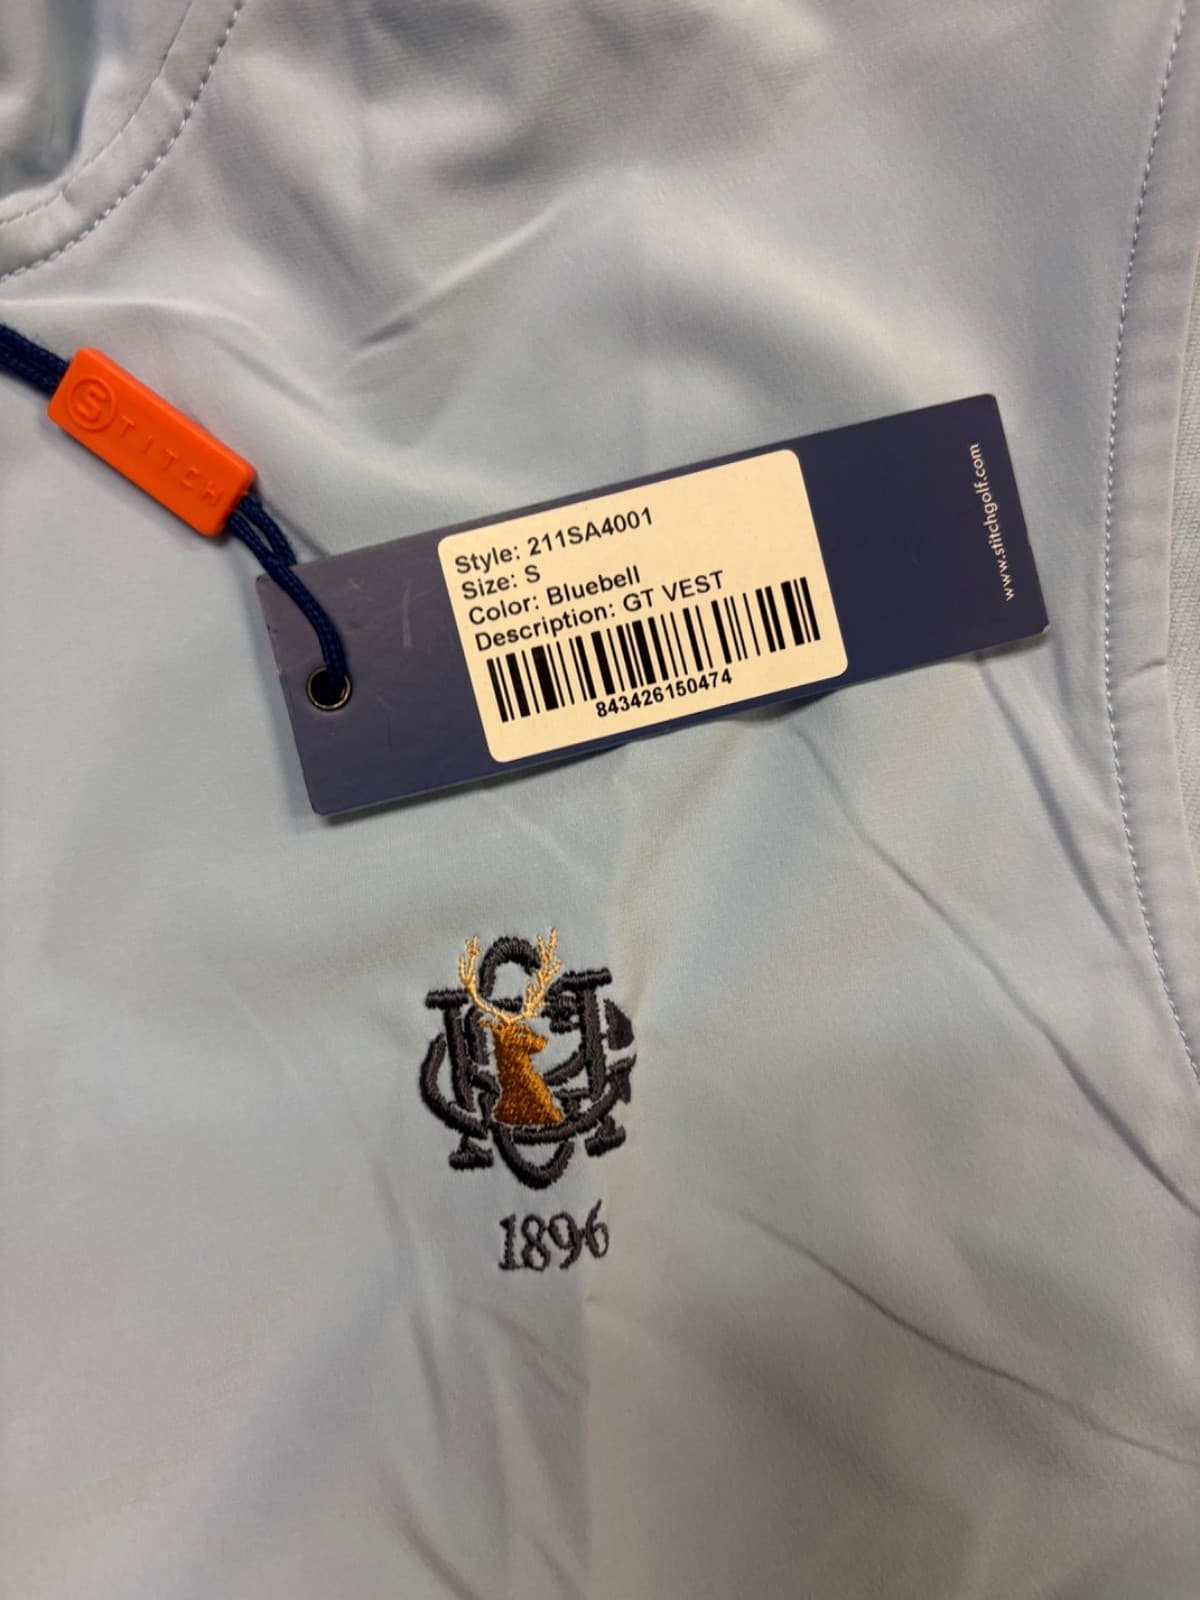 STITCH
Style: 211SA4001
Size: S
Color: Bluebell
Description: GT VEST
843426150474
www.stitchgolf.com
1896